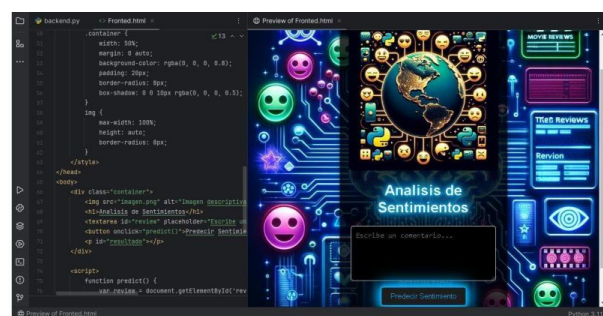 backend.py
Fronted.html
Preview of Fronted.html
13
.container {
width: 50%;
margin: 0 auto;
background-color: rgba(0, 0, 0, 0.8);
padding: 20px;
border-radius: 8px;
box-shadow: 0 0 10px rgba(0, 0, 0, 0.5);
}
img {
max-width: 100%;
height: auto;
border-radius: 8px;
}
</style>
</head>
<body>
<div class="container">
<img src="imagen.png" alt="Imagen descriptiva
<h1>Analisis de Sentimientos</h1>
<textarea id="review" placeholder="Escribe un
<button onclick="predict()">Predecir Sentimi
<p id="resultado"></p>
</div>
<script>
function predict() {
var review = document.getElementById('rev
MOVIE REVIEWS
Reviews
Rervion
Analisis de
Sentimientos
Escribe un comentario...
Predecir Sentimiento
Preview of Fronted.html
Python 3.11